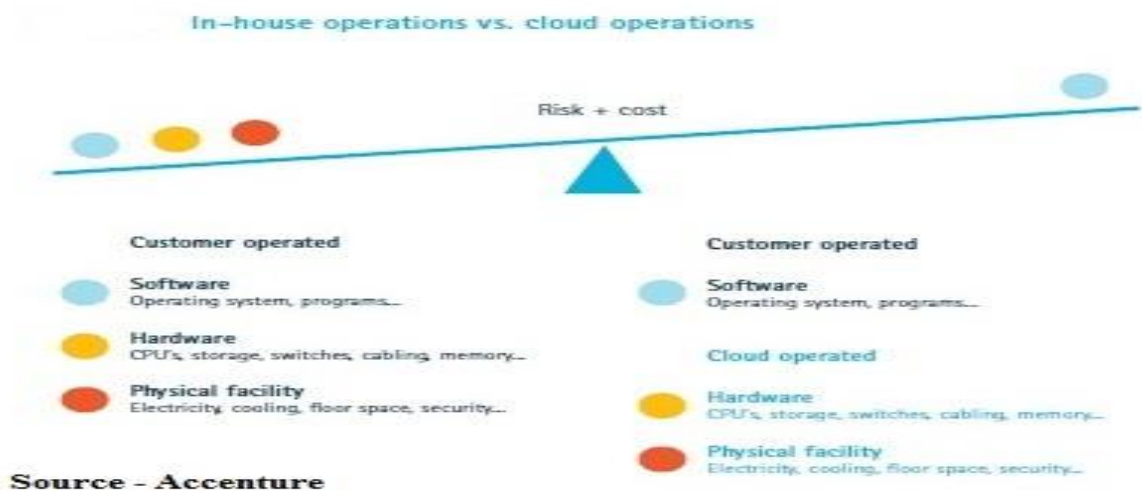 In-house operations vs. cloud operations
Risk + cost
Customer operated
Software
Operating system, programs...
Hardware
CPU's, storage, switches, cabling, memory...
Physical facility
Electricity, cooling, floor space, security...
Customer operated
Software
Operating system, programs...
Cloud operated
Hardware
CPU's, storage, switches, cabling, memory...
Physical facility
Electricity, cooling, floor space, security...
Source - Accenture